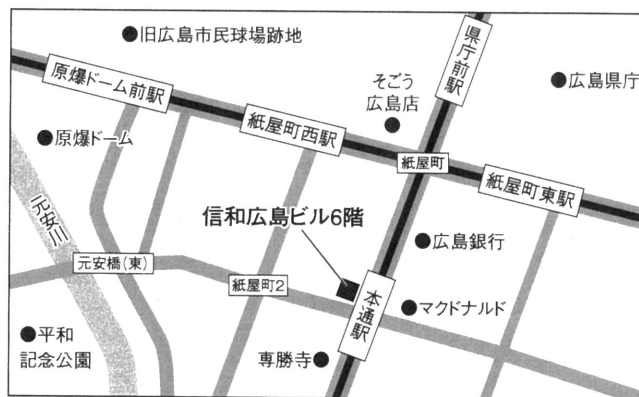 旧広島市民球場跡地
原爆ドーム前駅
県庁前駅
そごう
広島店
広島県庁
原爆ドーム
紙屋町西駅
紙屋町
紙屋町東駅
元安川
信和広島ビル6階
広島銀行
元安橋(東)
紙屋町2
本通駅
マクドナルド
平和
記念公園
専勝寺